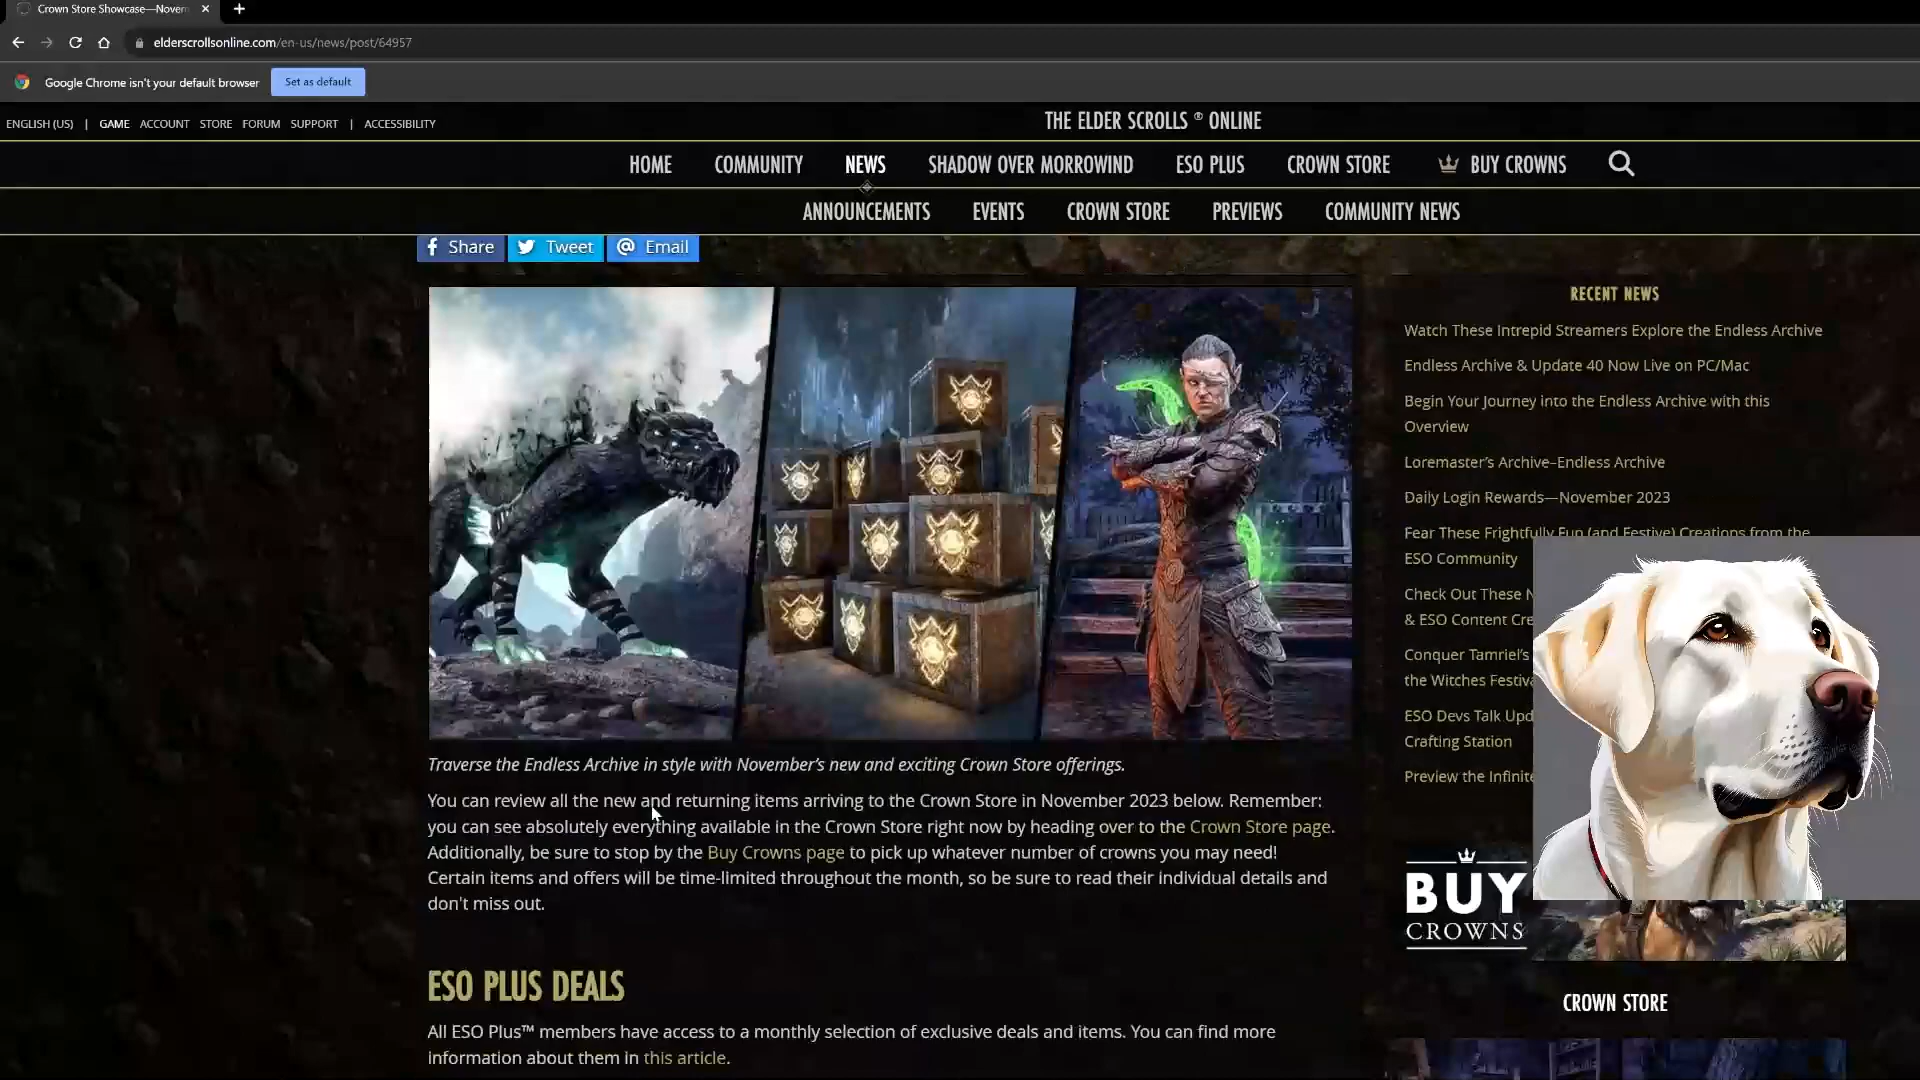 Crown Store Showcase—Novem
elderscrollsonline.com/en-us/news/post/64957
Google Chrome isn't your default browser
Set as default
ENGLISH (US) | GAME ACCOUNT STORE FORUM SUPPORT | ACCESSIBILITY
THE ELDER SCROLLS ® ONLINE
HOME COMMUNITY NEWS SHADOW OVER MORROWIND ESO PLUS CROWN STORE BUY CROWNS
ANNOUNCEMENTS EVENTS CROWN STORE PREVIEWS COMMUNITY NEWS
Share Tweet Email
Traverse the Endless Archive in style with November's new and exciting Crown Store offerings.
You can review all the new and returning items arriving to the Crown Store in November 2023 below. Remember:
you can see absolutely everything available in the Crown Store right now by heading over to the Crown Store page.
Additionally, be sure to stop by the Buy Crowns page to pick up whatever number of crowns you may need!
Certain items and offers will be time-limited throughout the month, so be sure to read their individual details and
don't miss out.
ESO PLUS DEALS
All ESO Plus™ members have access to a monthly selection of exclusive deals and items. You can find more
information about them in this article.
RECENT NEWS
Watch These Intrepid Streamers Explore the Endless Archive
Endless Archive & Update 40 Now Live on PC/Mac
Begin Your Journey into the Endless Archive with this
Overview
Loremaster's Archive–Endless Archive
Daily Login Rewards—November 2023
Fear These Frightfully Fun (and Festive) Creations from the
ESO Community
Check Out These N
& ESO Content Cre
Conquer Tamriel's
the Witches Festiva
ESO Devs Talk Upd
Crafting Station
Preview the Infinite
BUY
CROWNS
CROWN STORE